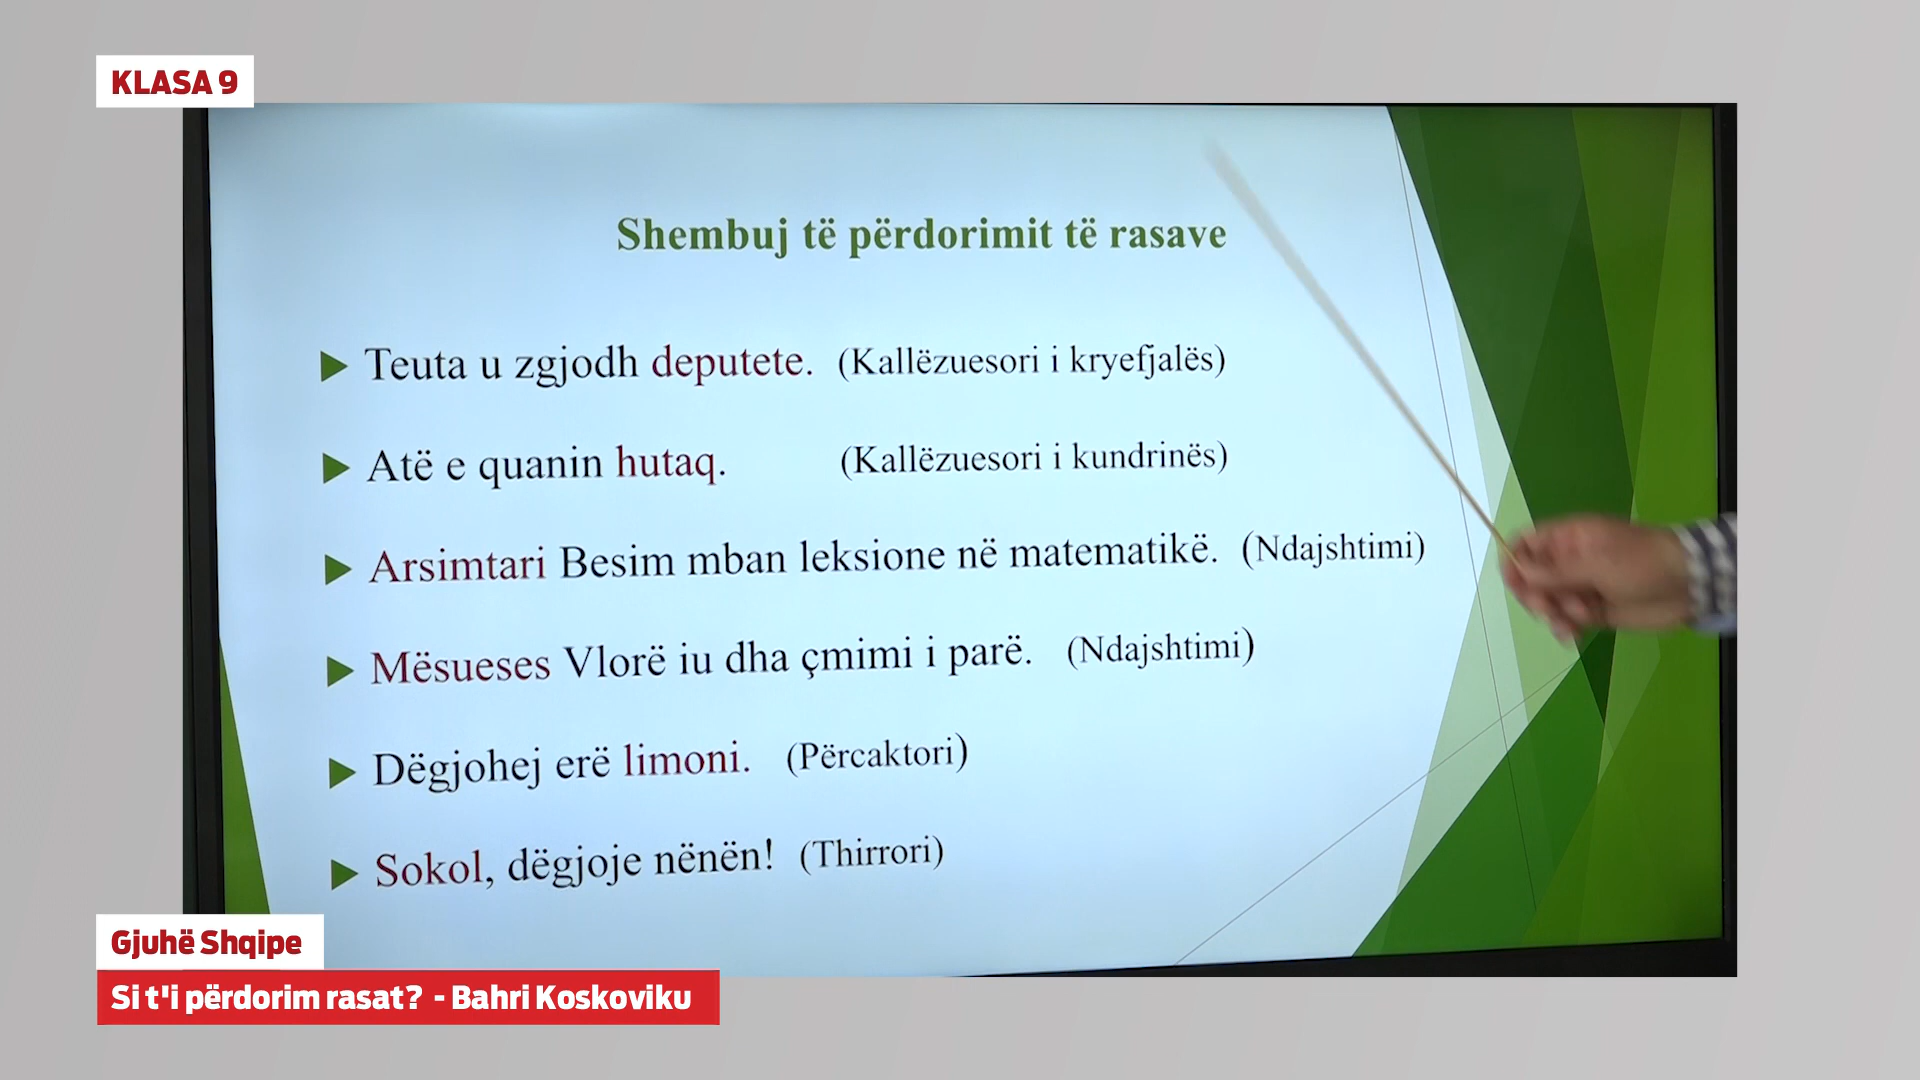 KLASA 9
Shembuj të përdorimit të rasave
Teuta u zgjodh deputete. (Kallëzuesori i kryefjalës)
Atë e quanin hutaq. (Kallëzuesori i kundrinës)
Arsimtari Besim mban leksione në matematikë. (Ndajshtimi)
Mësueses Vlorë iu dha çmimi i parë. (Ndajshtimi)
Dëgjohej erë limoni. (Përcaktori)
Sokol, dëgjoje nënën! (Thirrori)
Gjuhë Shqipe
Si t'i përdorim rasat? - Bahri Koskoviku